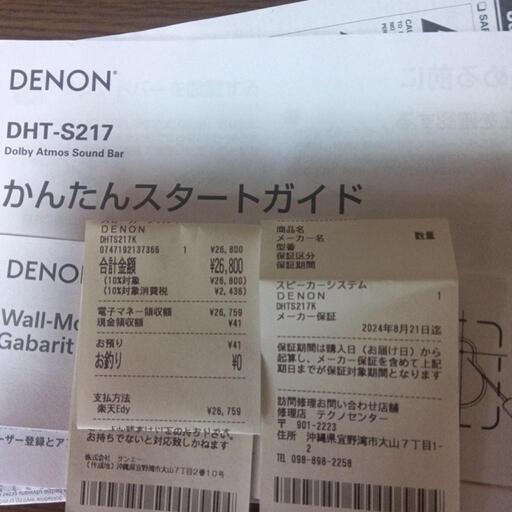 DENON
DHT-S217
Dolby Atmos Sound Bar
かんたんスタートガイド
DENON
DHTS217K
0747192137366 1 ¥26,800
合計金額 ¥26,800
(10%対象 ¥26,800)
(10%対象消費税 ¥2,436)
電子マネー領収額 ¥26,759
現金領収額 ¥41
お預り ¥41
お釣り ¥0
支払方法
楽天Edy ¥26,759
お持ちでないと対応致しかねます
株式会社 サンエー
(作成地)沖縄県宜野湾市大山7丁目2番10号
商品名 数量
メーカー名
型番
保証区分
保証期間
スピーカーシステム
DENON 1
DHTS217K
メーカー保証
2024年8月21日迄
保証期間は購入日(お届け日)から
起算し、メーカー保証を含めて上記
期日までが保証対象期間となります
訪問修理お問い合わせ店舗
修理店 テクノセンター
〒 901-2223
住所 沖縄県宜野湾市大山7丁目1-
2
TEL 098-898-2258
DENO
Wall-Mo
Gabarit
ーザー登録とア